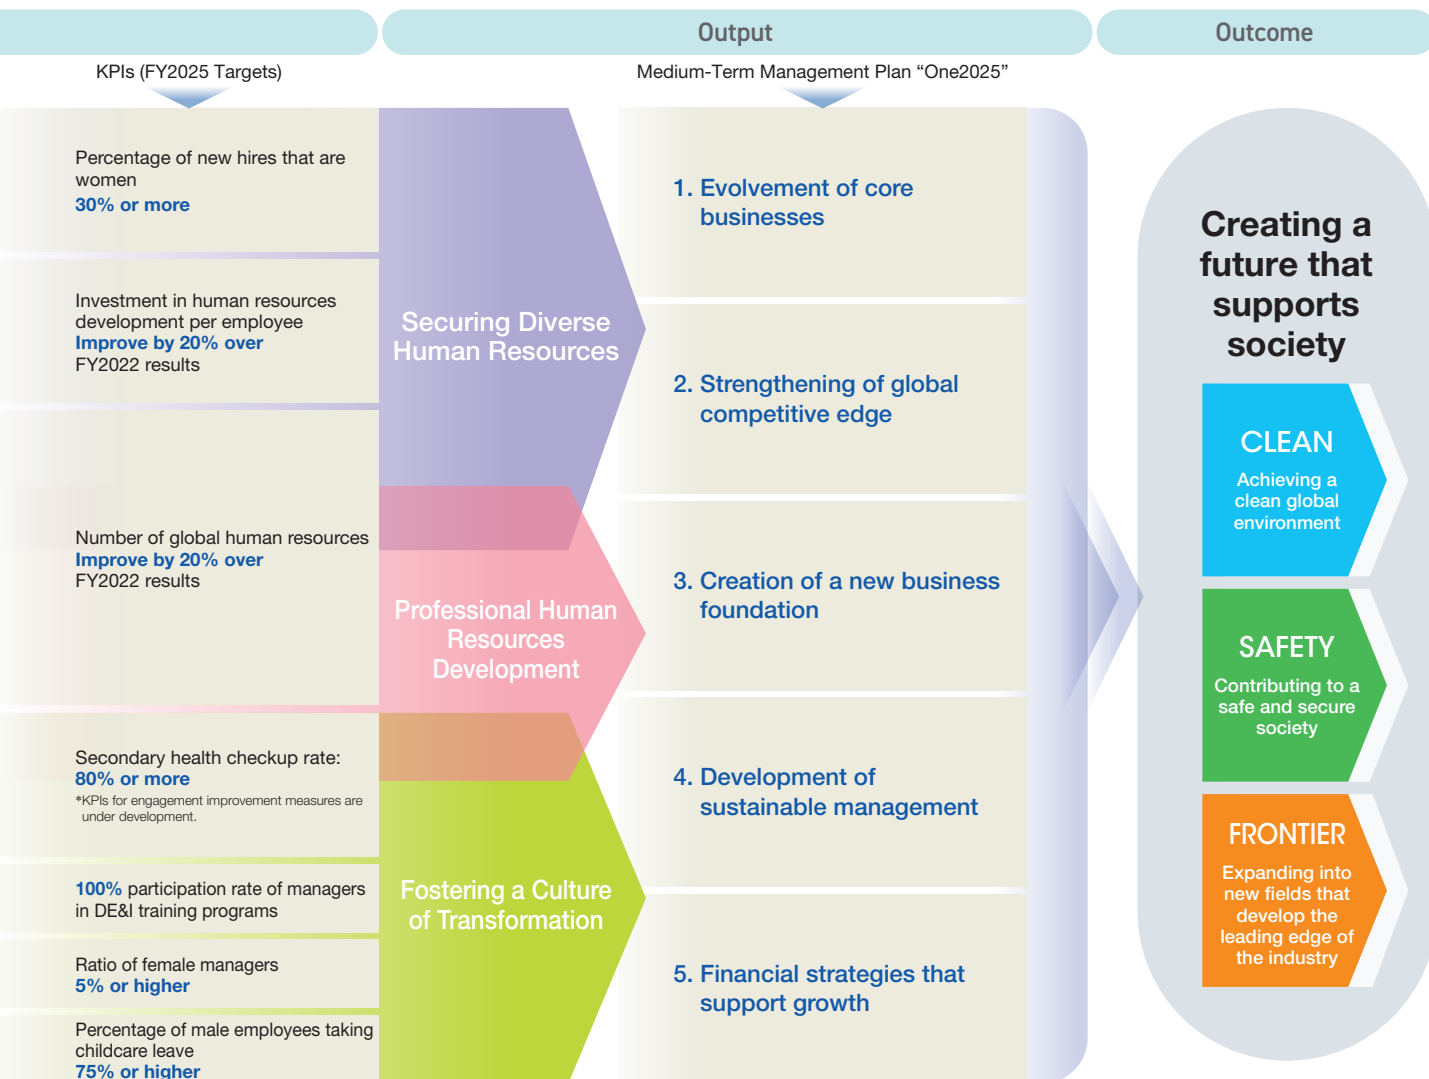 Output
Outcome
KPIs (FY2025 Targets)
Medium-Term Management Plan “One2025”
Percentage of new hires that are
women
30% or more
Investment in human resources
development per employee
Improve by 20% over
FY2022 results
Number of global human resources
Improve by 20% over
FY2022 results
Secondary health checkup rate:
80% or more
*KPIs for engagement improvement measures are
under development.
100% participation rate of managers
in DE&I training programs
Ratio of female managers
5% or higher
Percentage of male employees taking
childcare leave
75% or higher
Securing Diverse
Human Resources
Professional Human
Resources
Development
Fostering a Culture
of Transformation
1. Evolvement of core
businesses
2. Strengthening of global
competitive edge
3. Creation of a new business
foundation
4. Development of
sustainable management
5. Financial strategies that
support growth
Creating a
future that
supports
society
CLEAN
Achieving a
clean global
environment
SAFETY
Contributing to a
safe and secure
society
FRONTIER
Expanding into
new fields that
develop the
leading edge of
the industry